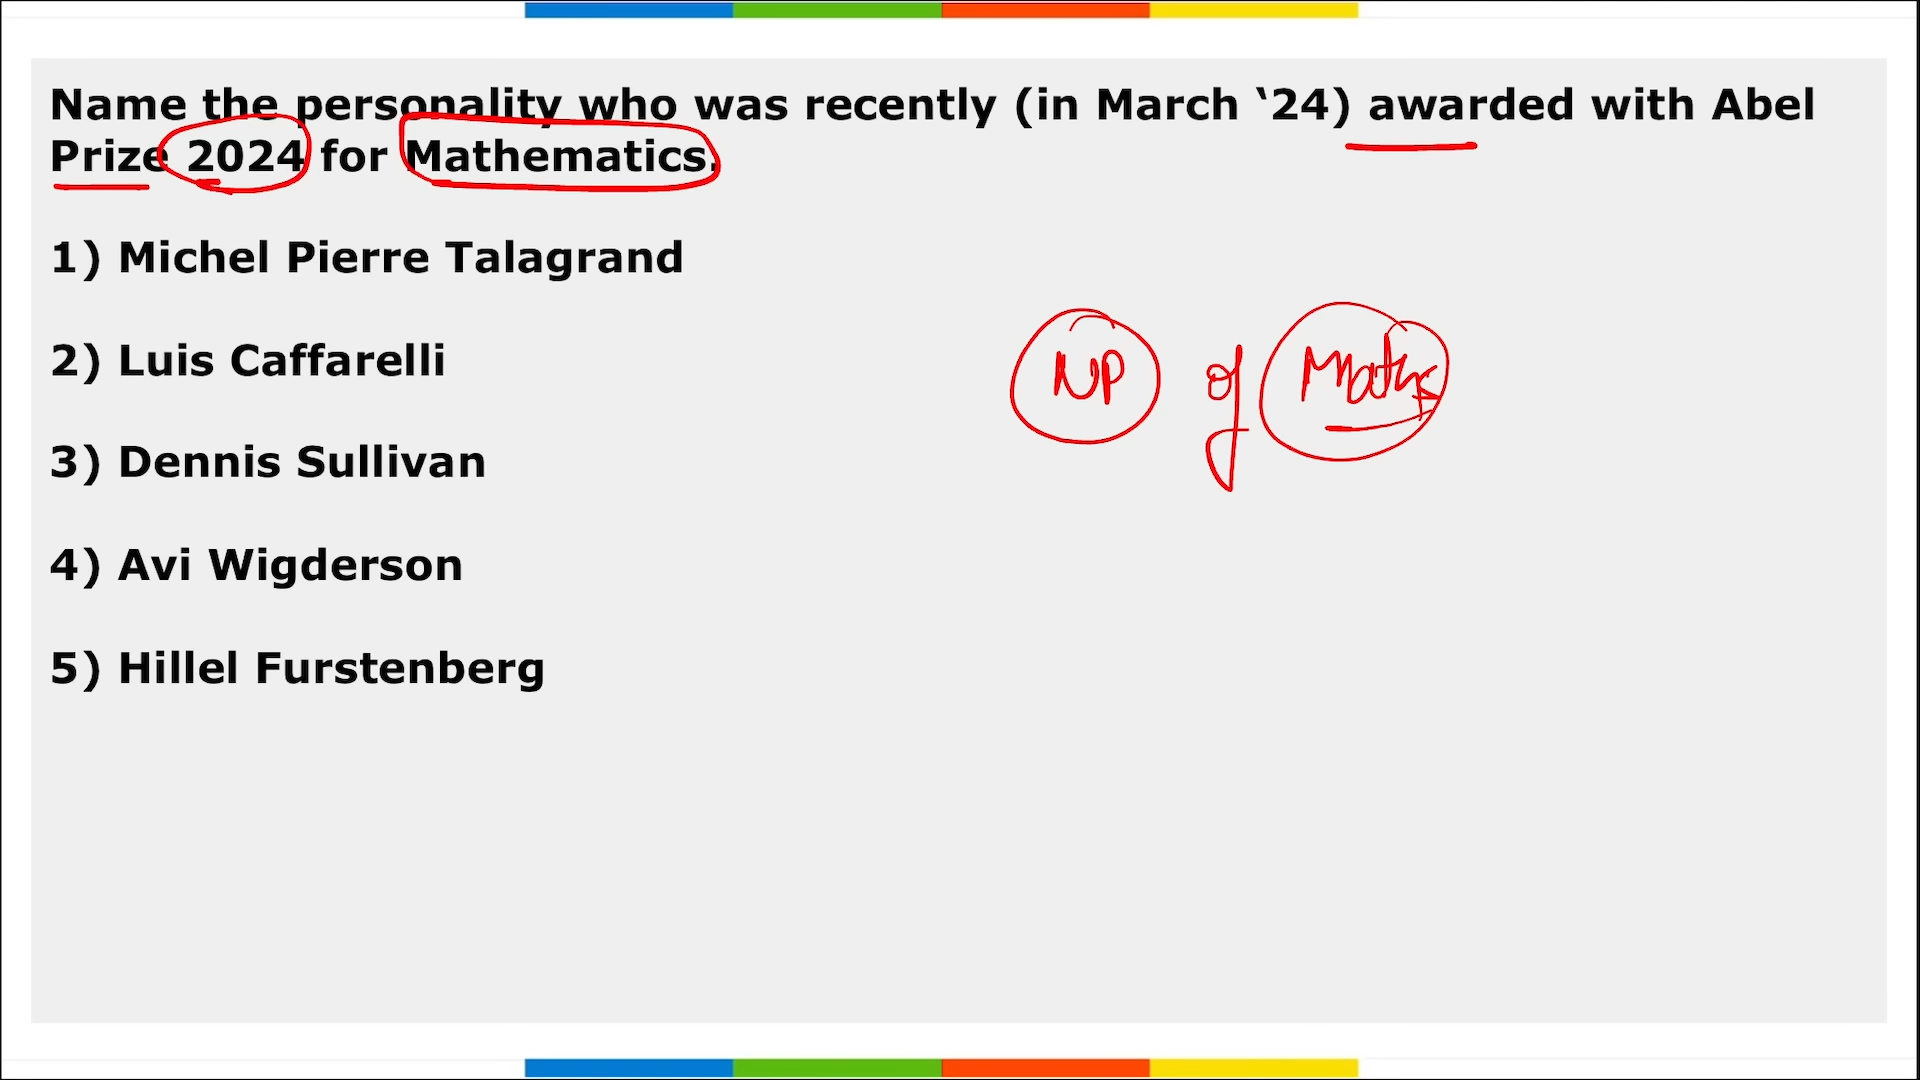 Name the personality who was recently (in March ‘24) awarded with Abel
Prize 2024 for Mathematics.
1) Michel Pierre Talagrand
2) Luis Caffarelli
3) Dennis Sullivan
4) Avi Wigderson
5) Hillel Furstenberg
NP of Maths